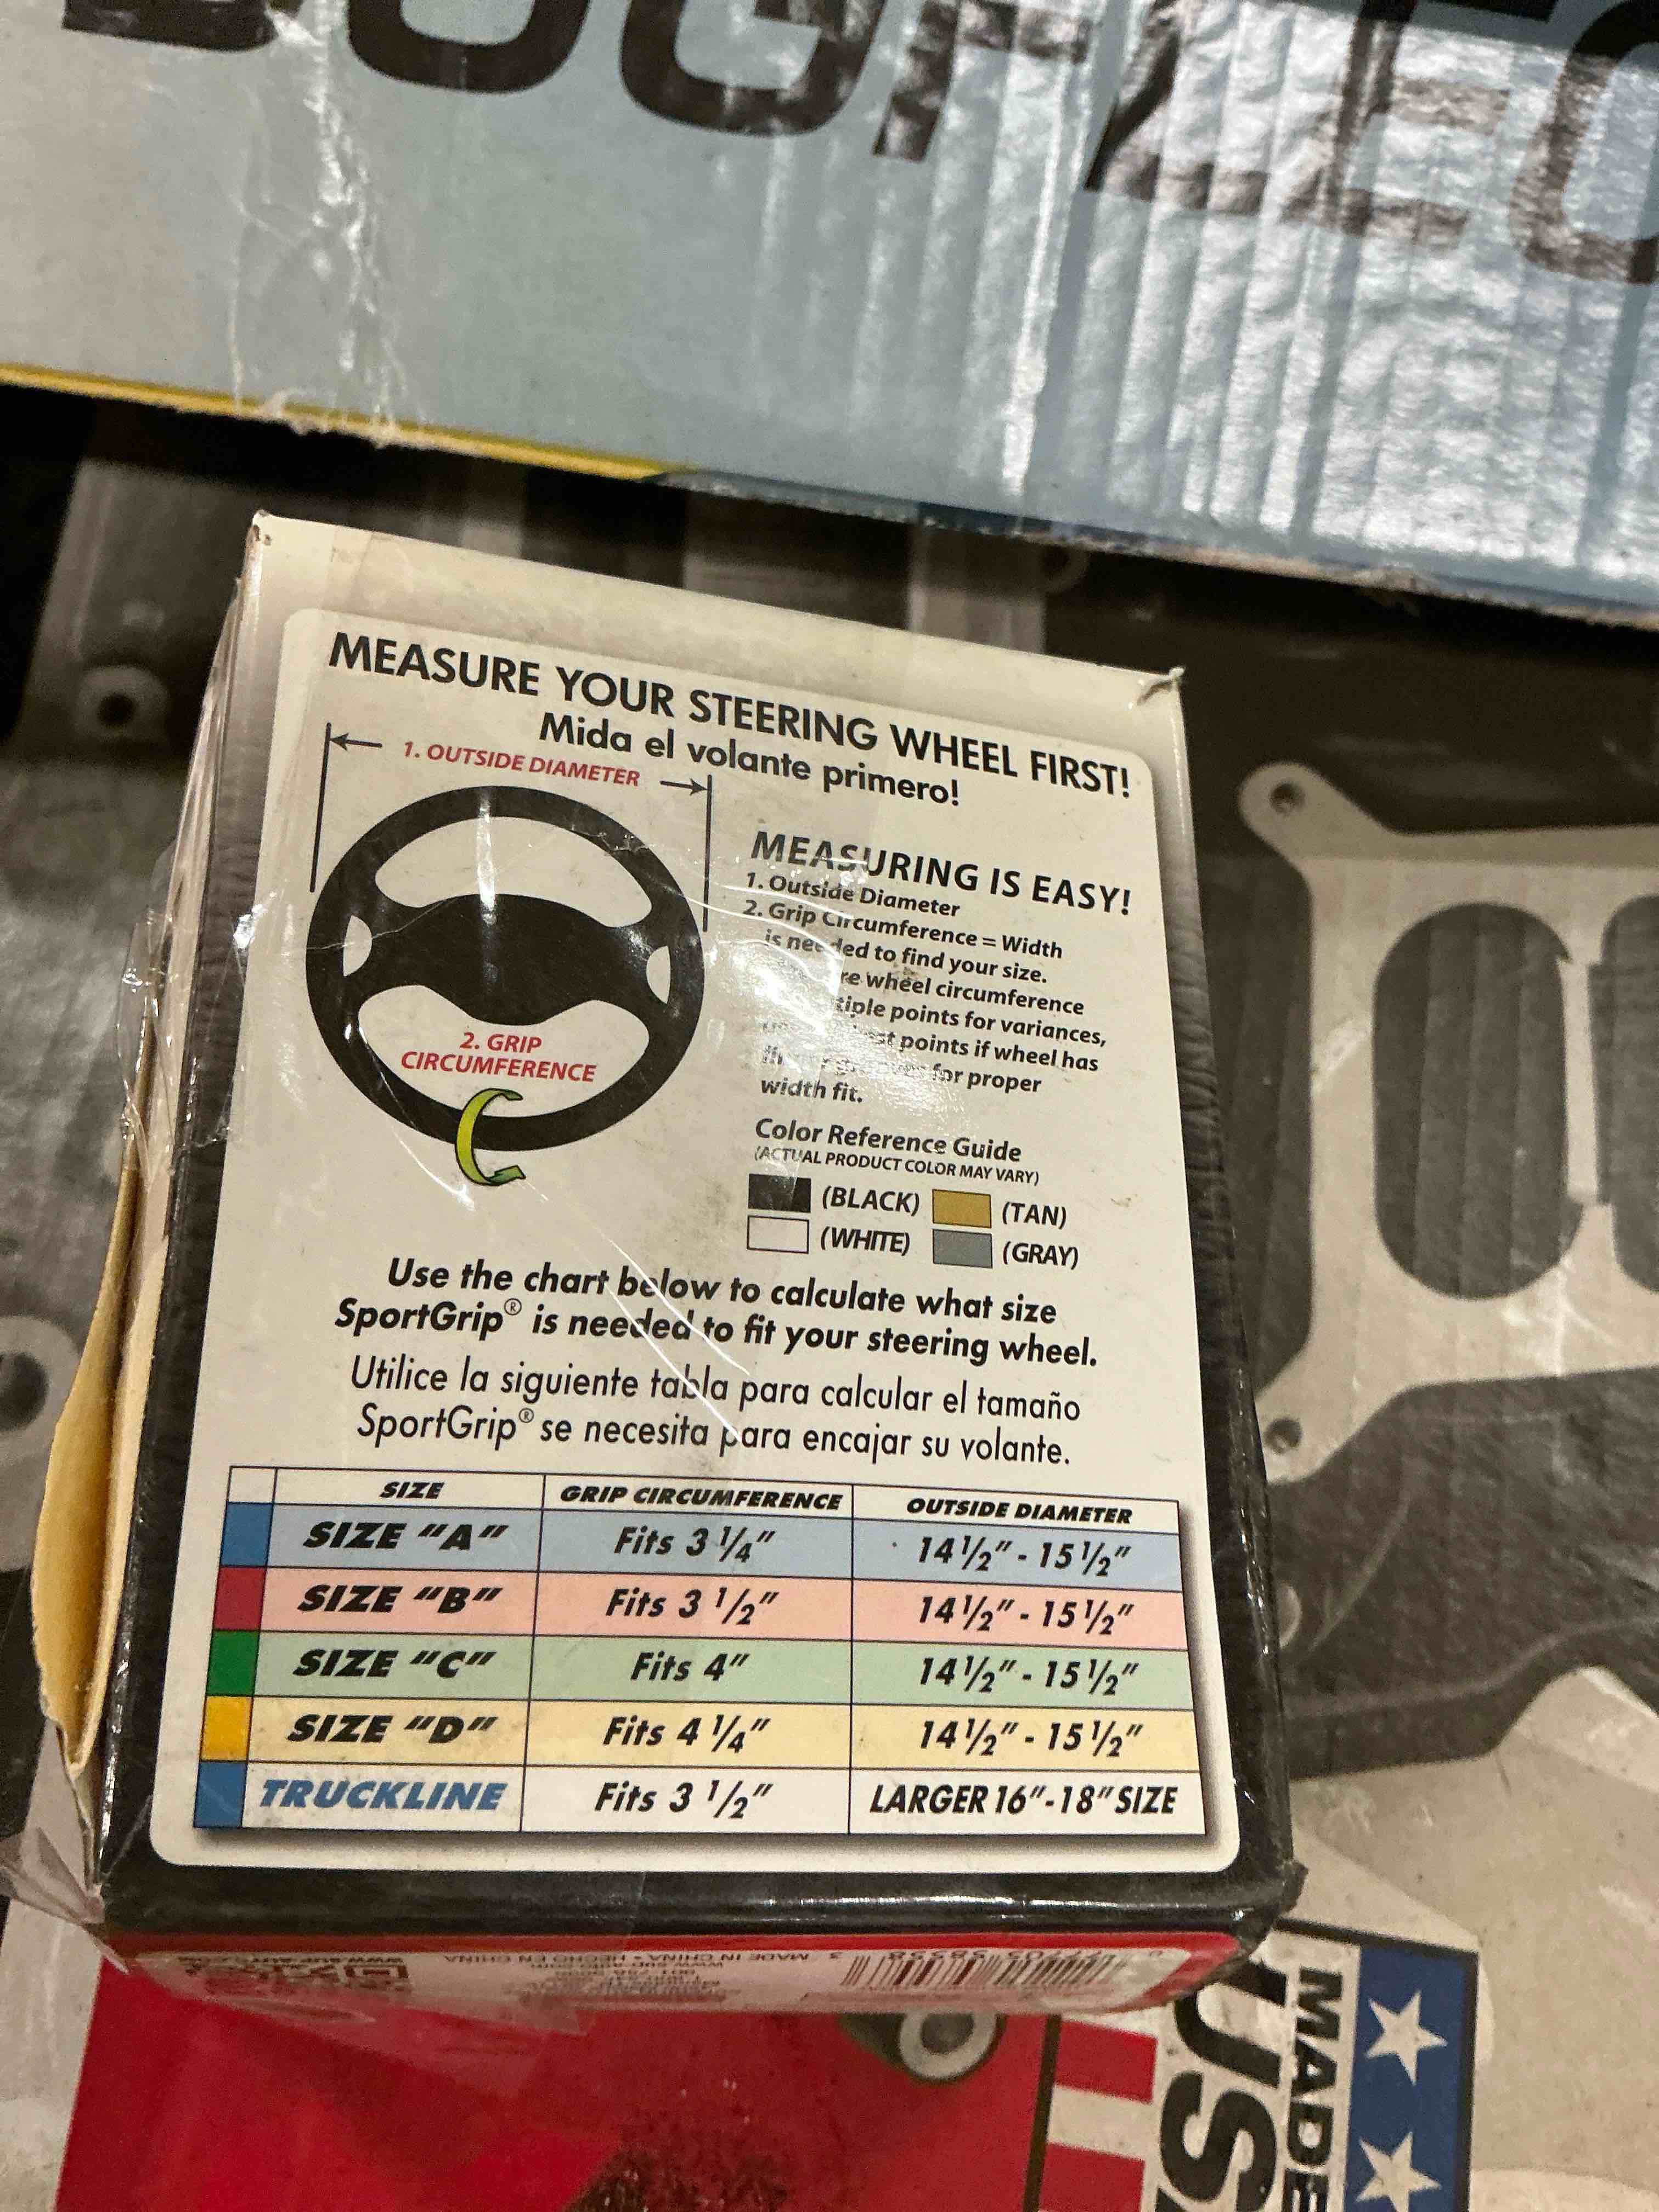 MEASURE YOUR STEERING WHEEL FIRST!
Mida el volante primero!
1. OUTSIDE DIAMETER
2. GRIP
CIRCUMFERENCE
MEASURING IS EASY!
1. Outside Diameter
2. Grip Circumference = Width
is needed to find your size.
wheel circumference
points for variances,
points if wheel has
for proper
width fit.
Color Reference Guide
(ACTUAL PRODUCT COLOR MAY VARY)
(BLACK) (TAN)
(WHITE) (GRAY)
Use the chart below to calculate what size
SportGrip® is needed to fit your steering wheel.
Utilice la siguiente tabla para calcular el tamaño
SportGrip® se necesita para encajar su volante.
SIZE GRIP CIRCUMFERENCE OUTSIDE DIAMETER
SIZE "A" Fits 3 1/4" 14 1/2" - 15 1/2"
SIZE "B" Fits 3 1/2" 14 1/2" - 15 1/2"
SIZE "C" Fits 4" 14 1/2" - 15 1/2"
SIZE "D" Fits 4 1/4" 14 1/2" - 15 1/2"
TRUCKLINE Fits 3 1/2" LARGER 16"-18" SIZE
MADE IN CHINA • HECHO EN CHINA
MADE